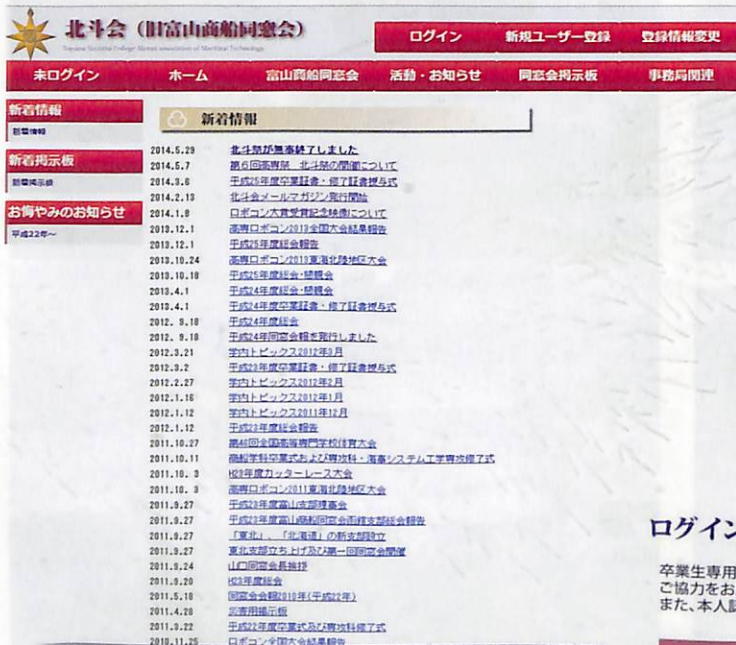 北斗会（旧富山商船同窓会）
ログイン 新規ユーザー登録 登録情報変更
未ログイン ホーム 富山商船同窓会 活動・お知らせ 同窓会掲示板 事務局関連
新着情報
新着情報
新着掲示板
新着掲示板
お悔やみのお知らせ
平成22年～
新着情報
2014.5.29 北斗祭が無事終了しました
2014.5.7 第6回高専祭 北斗祭の開催について
2014.3.6 平成25年度卒業証書・修了証書授与式
2014.2.13 北斗会メールマガジン発行開始
2014.1.8 ロボコン大賞受賞記念映像について
2013.12.1 高専ロボコン2013全国大会結果報告
2013.12.1 平成25年度総会報告
2013.10.24 高専ロボコン2013東海北陸地区大会
2013.10.18 平成25年度総会・懇親会
2013.4.1 平成24年度総会・懇親会
2013.4.1 平成24年度卒業証書・修了証書授与式
2012. 9.18 平成24年度総会
2012. 9.18 平成24年同窓会報を発行しました
2012.3.21 学内トピックス2012年3月
2012.3.2 平成23年度卒業証書・修了証書授与式
2012.2.27 学内トピックス2012年2月
2012.1.16 学内トピックス2012年1月
2012.1.12 学内トピックス2011年12月
2012.1.12 平成23年度総会報告
2011.10.27 第46回全国高等専門学校体育大会
2011.10.11 商船学科卒業式および専攻科・海事システム工学専攻修了式
2011.10. 3 H23年度カッターレース大会
2011.10. 3 高専ロボコン2011東海北陸地区大会
2011.9.27 平成23年度富山支部理事会
2011.9.27 平成23年度富山商船同窓会函館支部総会報告
2011.9.27 「東北」、「北海道」の新支部設立
2011.9.27 東北支部立ち上げ及び第一回同窓会開催
2011.9.24 山口同窓会長挨拶
2011.9.20 H23年度総会
2011.5.18 同窓会会報2010年(平成22年)
2011.4.28 災害用掲示板
2011.3.22 平成22年度卒業式及び専攻科修了式
2010.11.25 ロボコン全国大会結果報告
ログイン
卒業生専用
ご協力をお
また、本人認